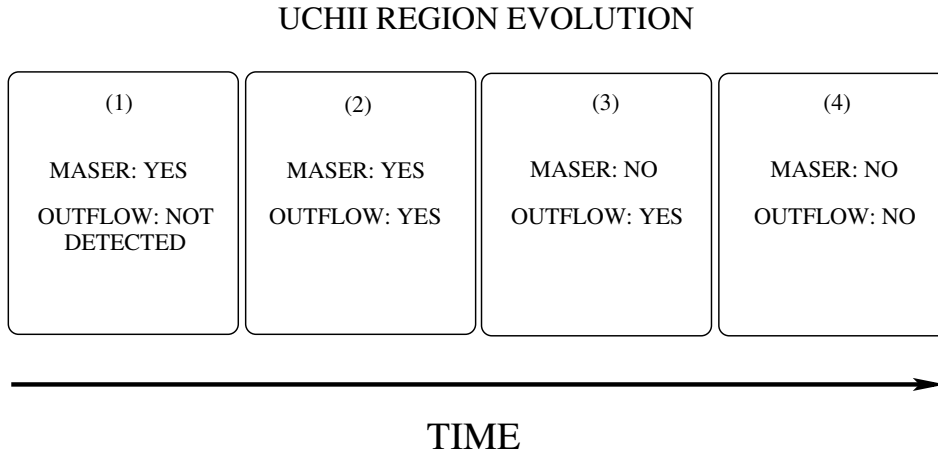 UCHII REGION EVOLUTION
(1)
MASER: YES
OUTFLOW: NOT
DETECTED
(2)
MASER: YES
OUTFLOW: YES
(3)
MASER: NO
OUTFLOW: YES
(4)
MASER: NO
OUTFLOW: NO
TIME